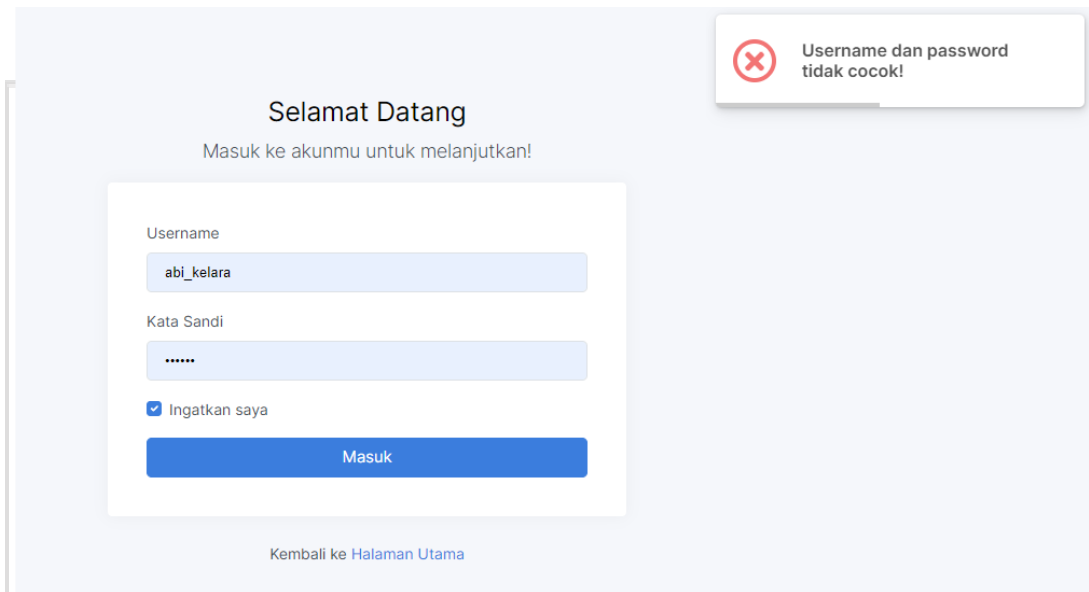 Username dan password
tidak cocok!
Selamat Datang
Masuk ke akunmu untuk melanjutkan!
Username
abi_kelara
Kata Sandi
••••••
Ingatkan saya
Masuk
Kembali ke Halaman Utama